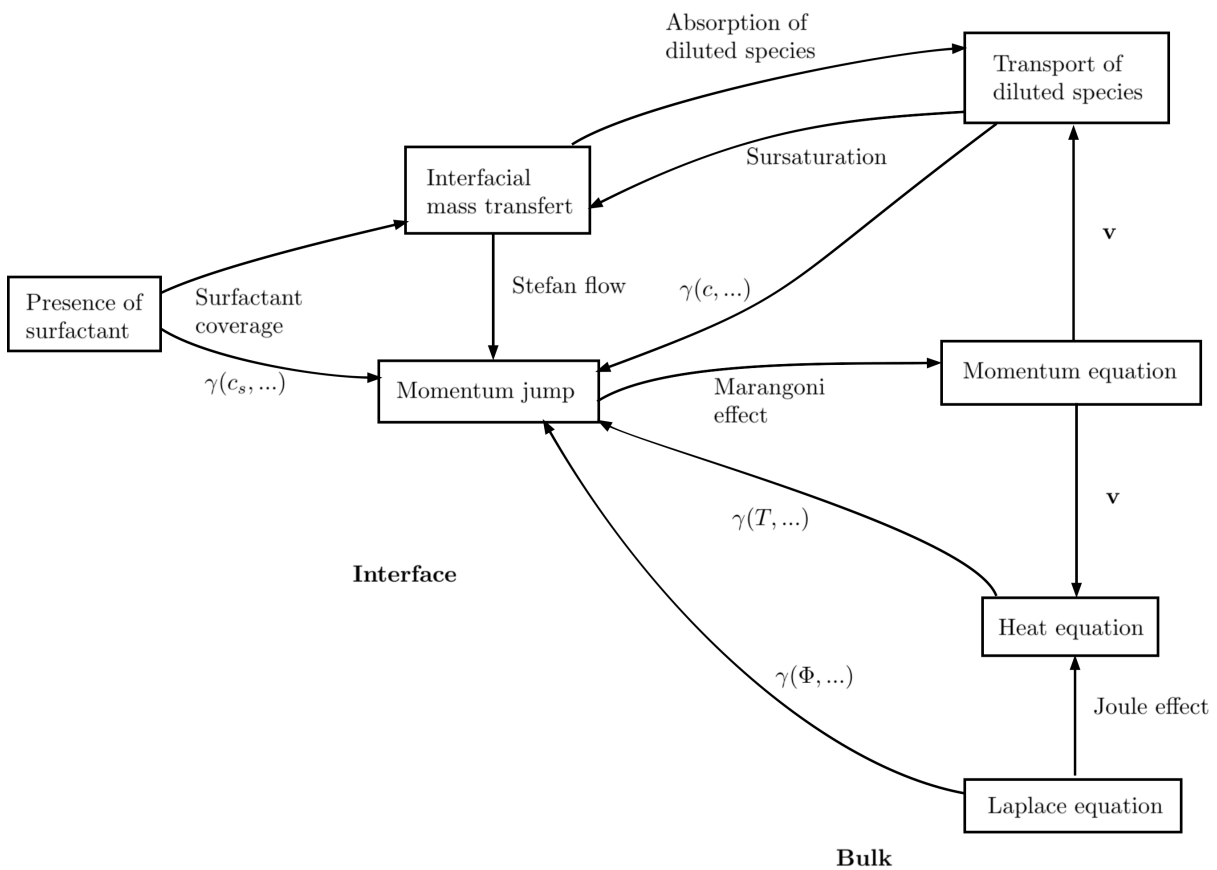 Absorption of
diluted species
Transport of
diluted species
Sursaturation
Interfacial
mass transfert
v
Stefan flow
γ(c, ...)
Presence of
surfactant
Surfactant
coverage
γ(c_s, ...)
Momentum jump
Marangoni
effect
Momentum equation
v
γ(T, ...)
Interface
Heat equation
γ(Φ, ...)
Joule effect
Laplace equation
Bulk